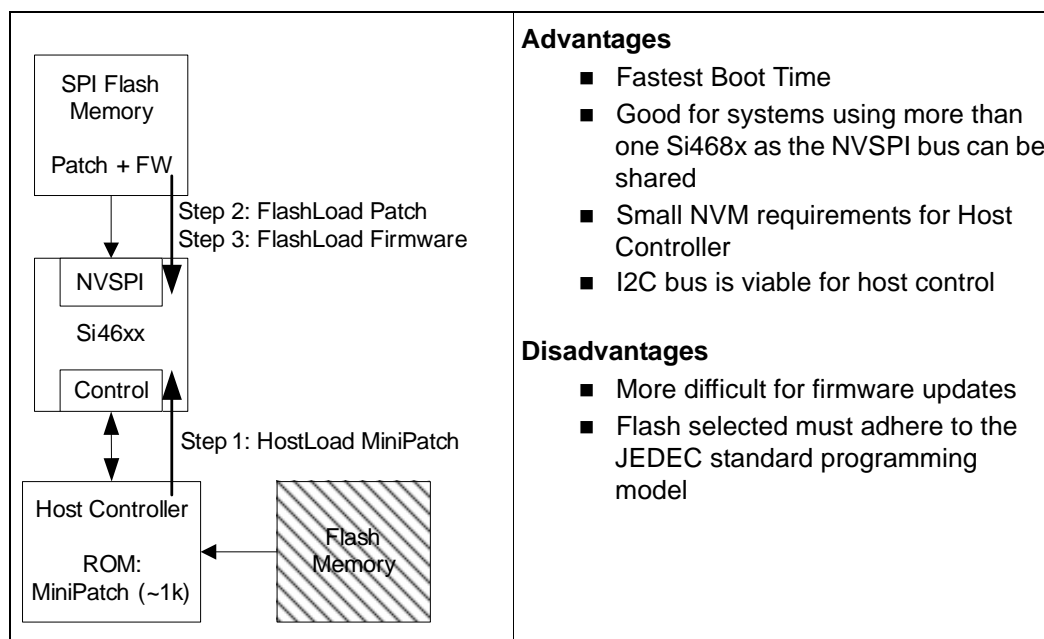 SPI Flash
Memory
Patch + FW
Step 2: FlashLoad Patch
Step 3: FlashLoad Firmware
NVSPI
Si46xx
Control
Step 1: HostLoad MiniPatch
Host Controller
ROM:
MiniPatch (~1k)
Flash
Memory
Advantages
■ Fastest Boot Time
■ Good for systems using more than
one Si468x as the NVSPI bus can be
shared
■ Small NVM requirements for Host
Controller
■ I2C bus is viable for host control
Disadvantages
■ More difficult for firmware updates
■ Flash selected must adhere to the
JEDEC standard programming
model